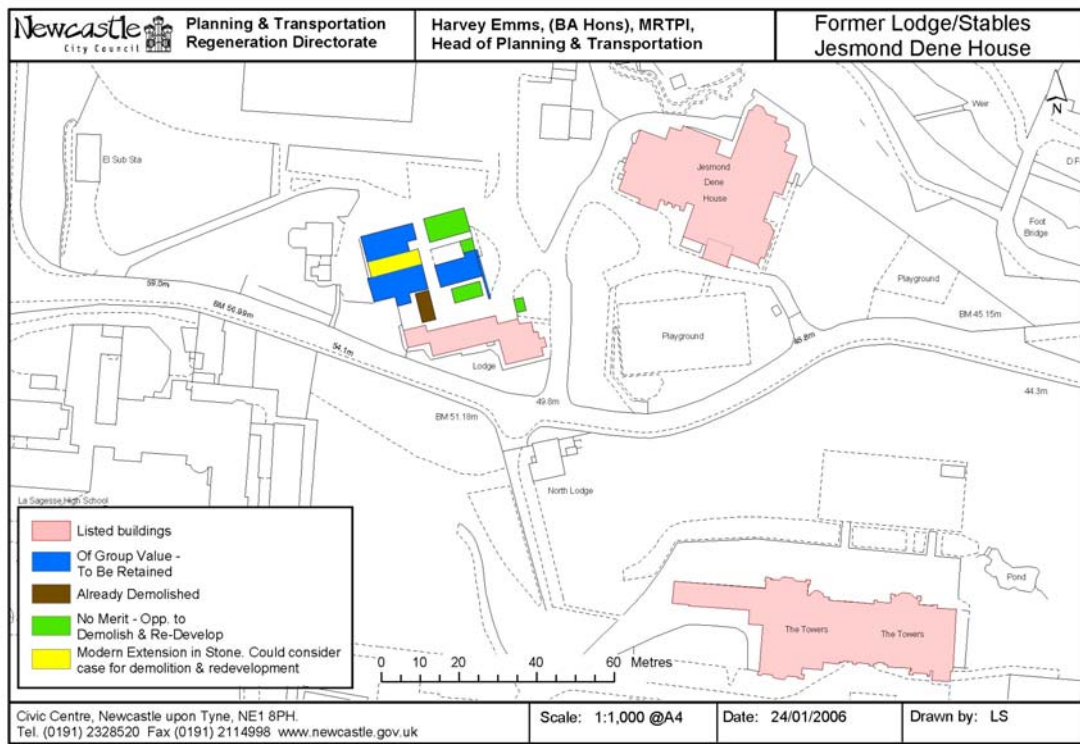 Newcastle
City Council
Planning & Transportation
Regeneration Directorate
Harvey Emms, (BA Hons), MRTPI,
Head of Planning & Transportation
Former Lodge/Stables
Jesmond Dene House
N
Weir
El Sub Sta
Jesmond
Dene
House
Foot
Bridge
Playground
59.0m
BM 56.99m
BM 45.15m
Playground
54.1m
Lodge
44.3m
49.8m
BM 51.18m
North Lodge
La Sagesse High School
Listed buildings
Of Group Value -
To Be Retained
Already Demolished
No Merit - Opp. to
Demolish & Re-Develop
Modern Extension in Stone. Could consider
case for demolition & redevelopment
Pond
The Towers
The Towers
0 10 20 40 60 Metres
Civic Centre, Newcastle upon Tyne, NE1 8PH.
Tel. (0191) 2328520 Fax (0191) 2114998 www.newcastle.gov.uk
Scale: 1:1,000 @A4
Date: 24/01/2006
Drawn by: LS